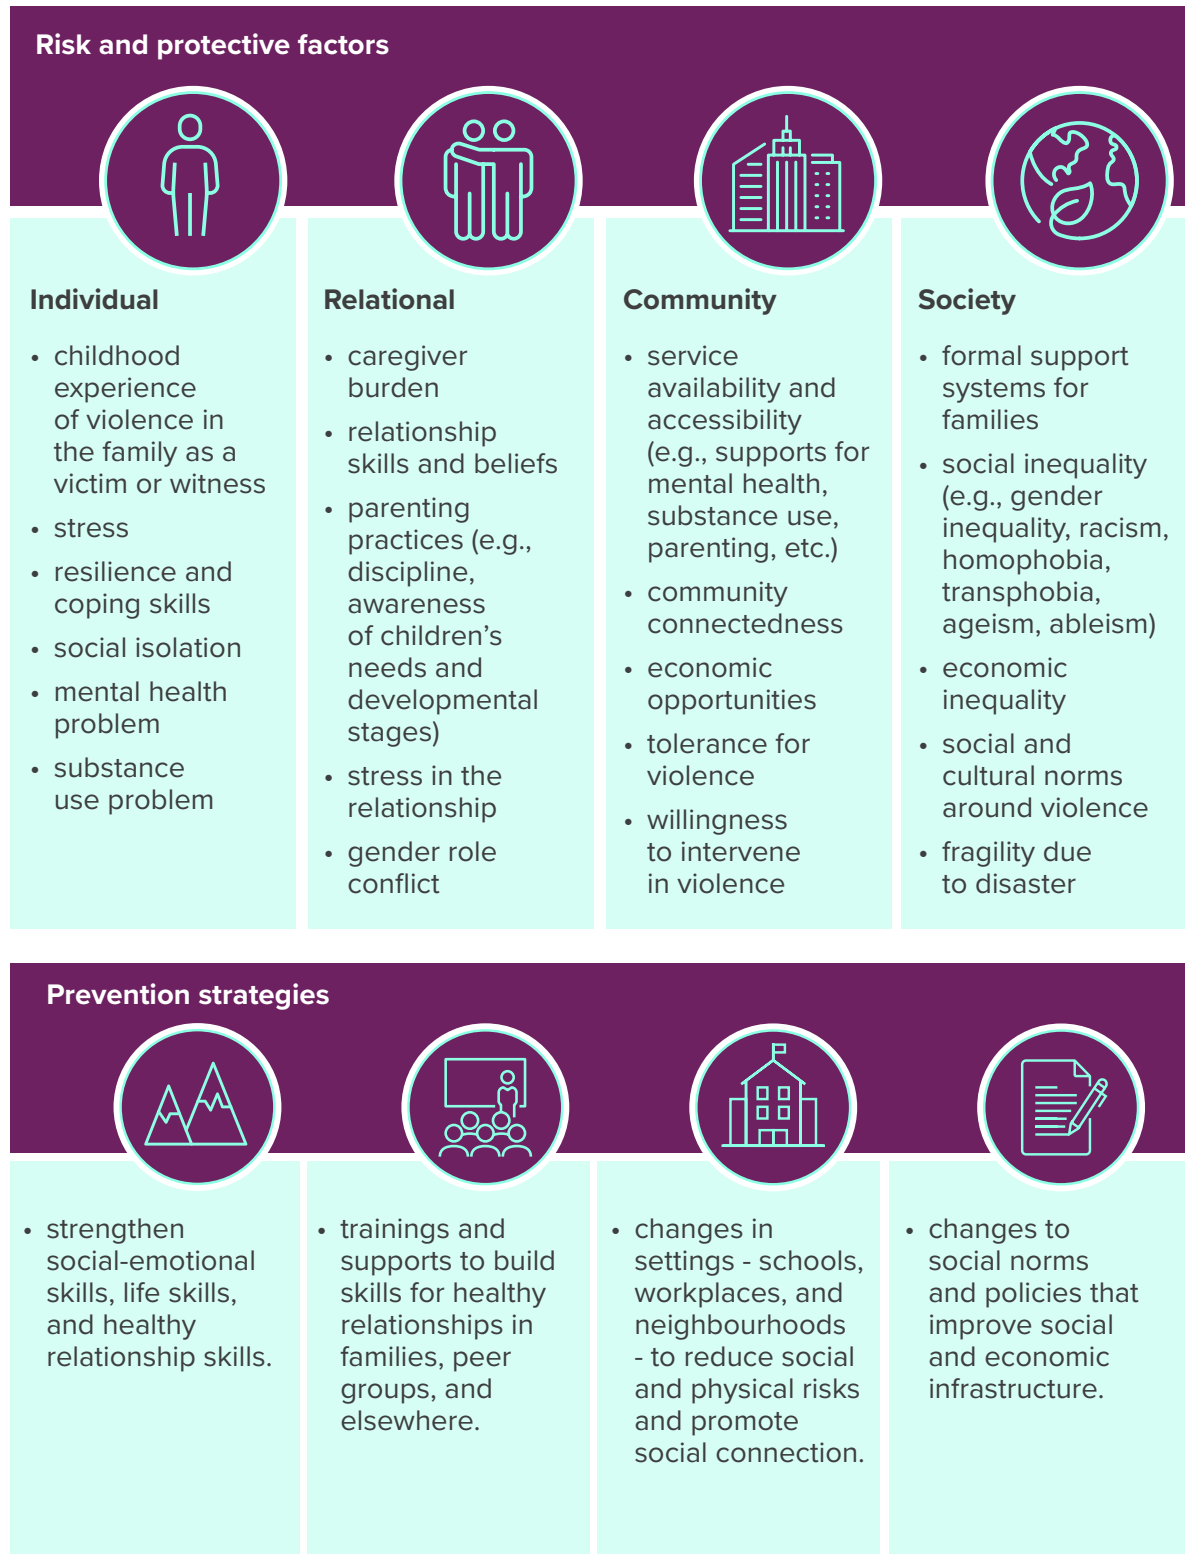 Risk and protective factors
Individual
• childhood
experience
of violence in
the family as a
victim or witness
• stress
• resilience and
coping skills
• social isolation
• mental health
problem
• substance
use problem
Relational
• caregiver
burden
• relationship
skills and beliefs
• parenting
practices (e.g.,
discipline,
awareness
of children’s
needs and
developmental
stages)
• stress in the
relationship
• gender role
conflict
Community
• service
availability and
accessibility
(e.g., supports for
mental health,
substance use,
parenting, etc.)
• community
connectedness
• economic
opportunities
• tolerance for
violence
• willingness
to intervene
in violence
Society
• formal support
systems for
families
• social inequality
(e.g., gender
inequality, racism,
homophobia,
transphobia,
ageism, ableism)
• economic
inequality
• social and
cultural norms
around violence
• fragility due
to disaster
Prevention strategies
• strengthen
social-emotional
skills, life skills,
and healthy
relationship skills.
• trainings and
supports to build
skills for healthy
relationships in
families, peer
groups, and
elsewhere.
• changes in
settings - schools,
workplaces, and
neighbourhoods
- to reduce social
and physical risks
and promote
social connection.
• changes to
social norms
and policies that
improve social
and economic
infrastructure.